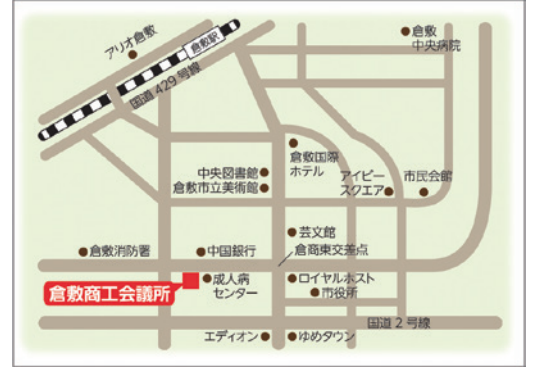 アリオ倉敷
倉敷駅
国道429号線
倉敷
中央病院
倉敷国際
ホテル
中央図書館
倉敷市立美術館
アイビー
スクエア
市民会館
芸文館
倉商東交差点
倉敷消防署
中国銀行
成人病
センター
ロイヤルホスト
市役所
倉敷商工会議所
国道2号線
エディオン
ゆめタウン